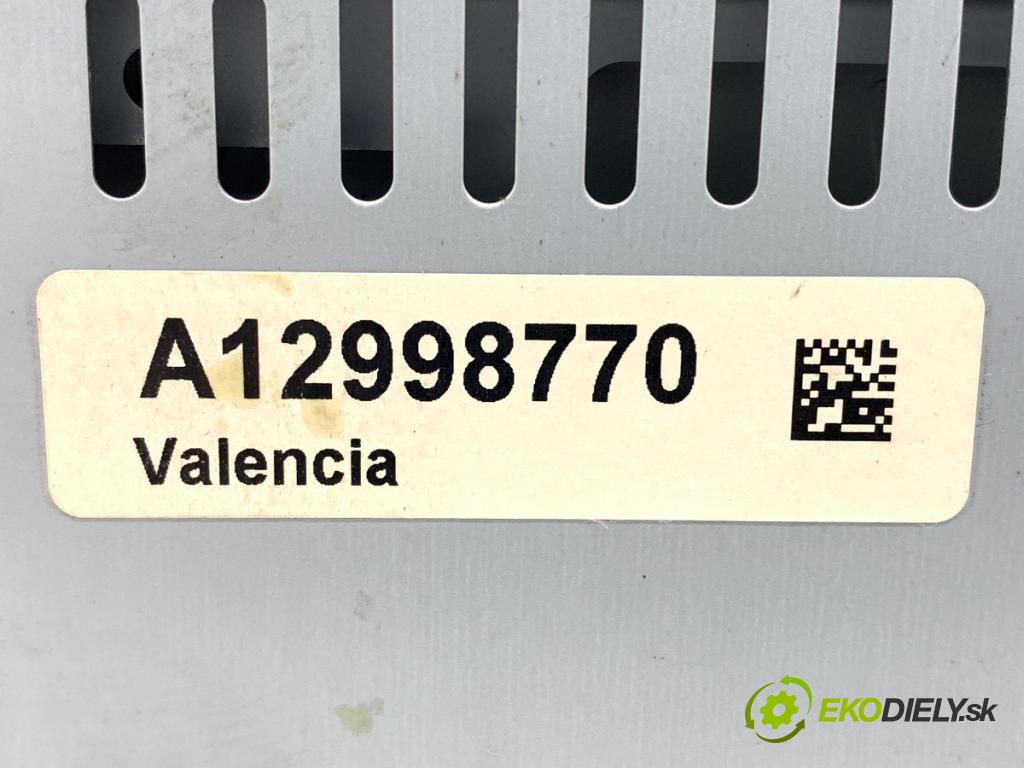 A12998770
Valencia
EKODIELY.sk